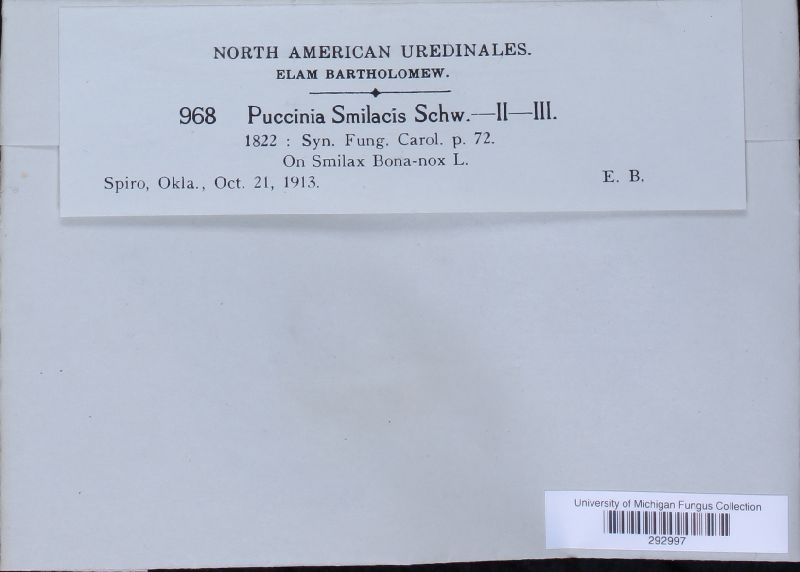 NORTH AMERICAN UREDINALES.
ELAM BARTHOLOMEW.
968 Puccinia Smilacis Schw.—II—III.
1822 : Syn. Fung. Carol. p. 72.
On Smilax Bona-nox L.
Spiro, Okla., Oct. 21, 1913. E. B.
University of Michigan Fungus Collection
292997